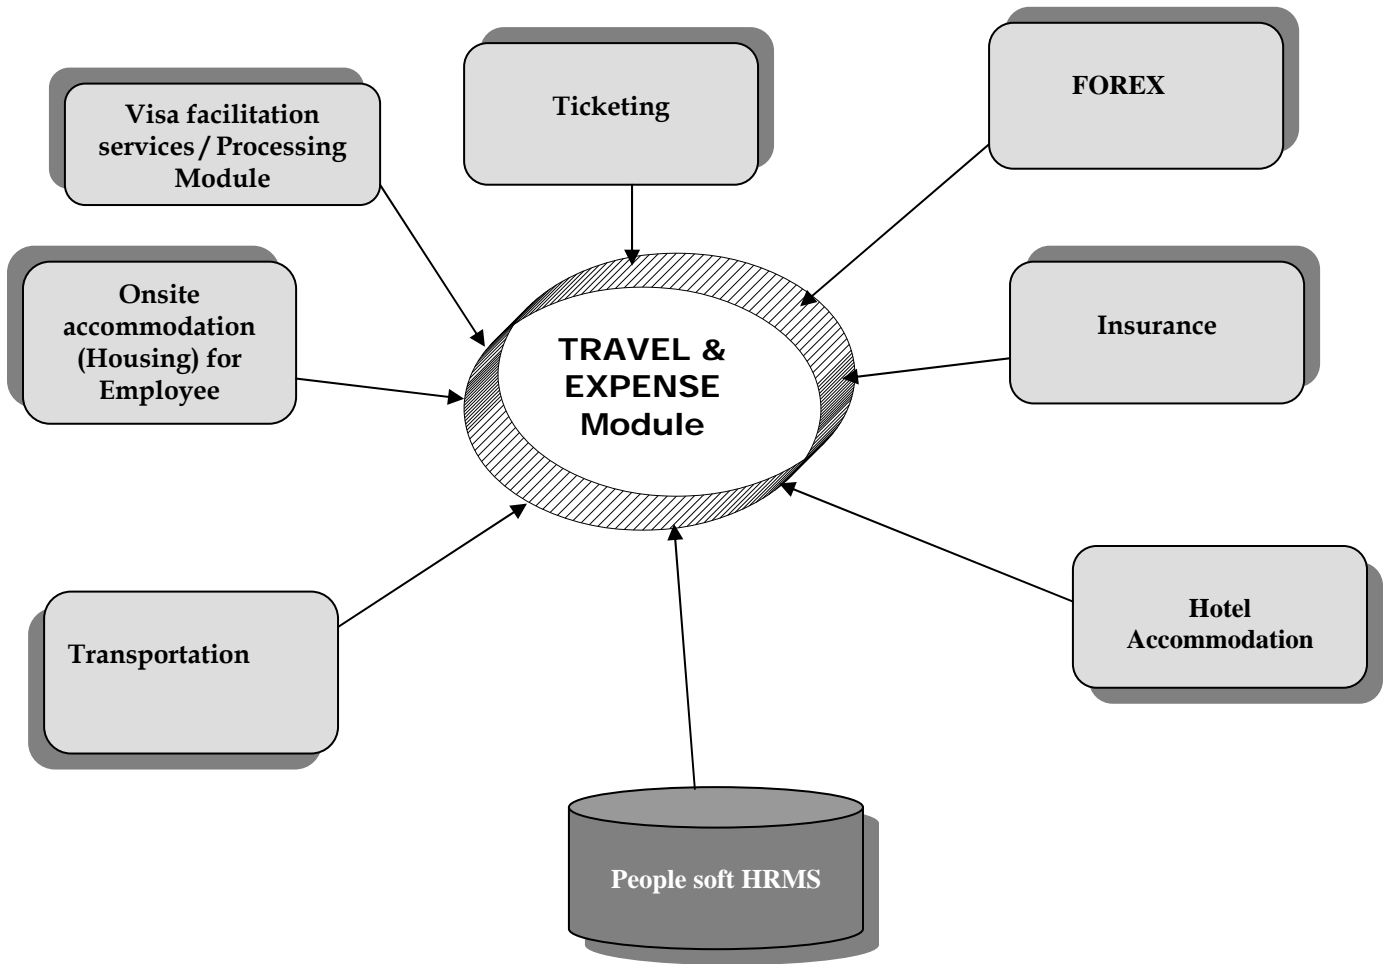 Ticketing
FOREX
Visa facilitation
services / Processing
Module
Onsite
accommodation
(Housing) for
Employee
Insurance
TRAVEL &
EXPENSE
Module
Transportation
Hotel
Accommodation
People soft HRMS